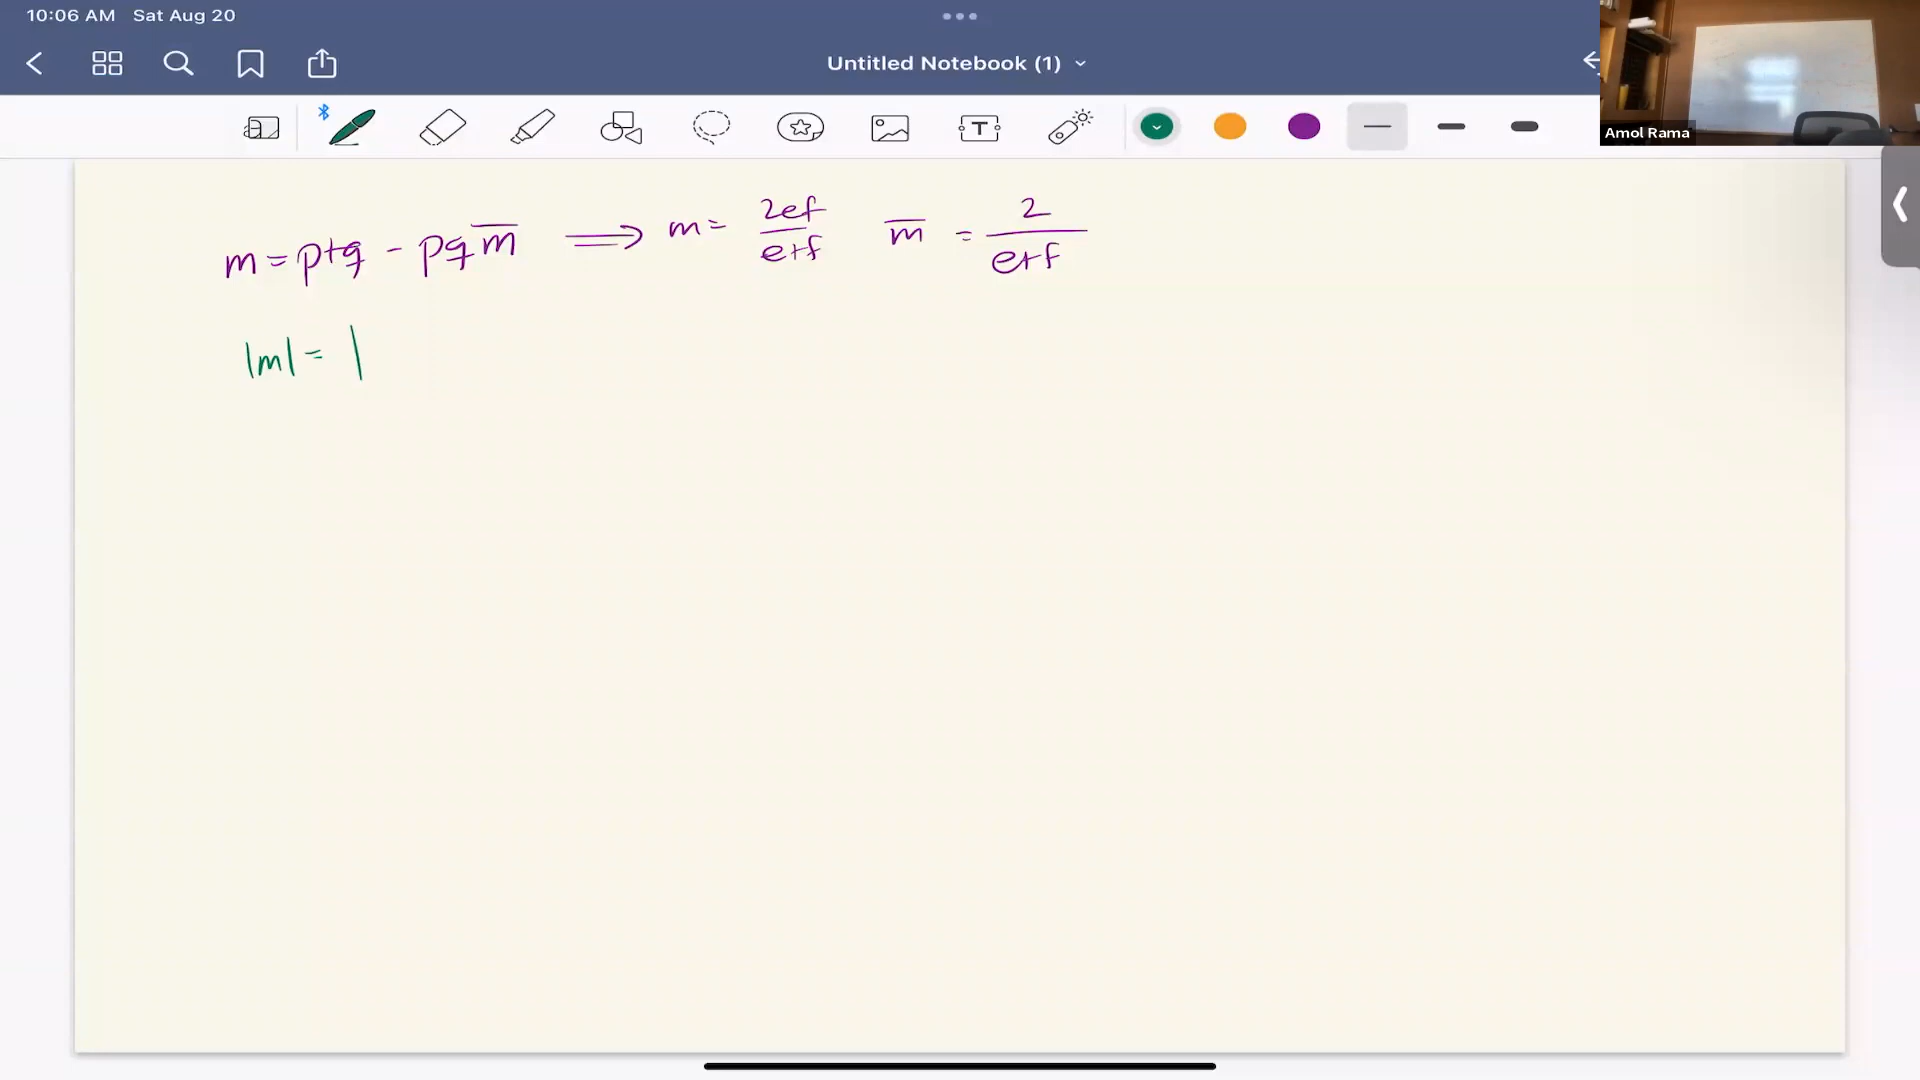 10:06 AM Sat Aug 20
Untitled Notebook (1)
T
Amol Rama
m = p+q - pq m̅ ⟹ m = 2ef/e+f m̅ = 2/e+f
|m| = |